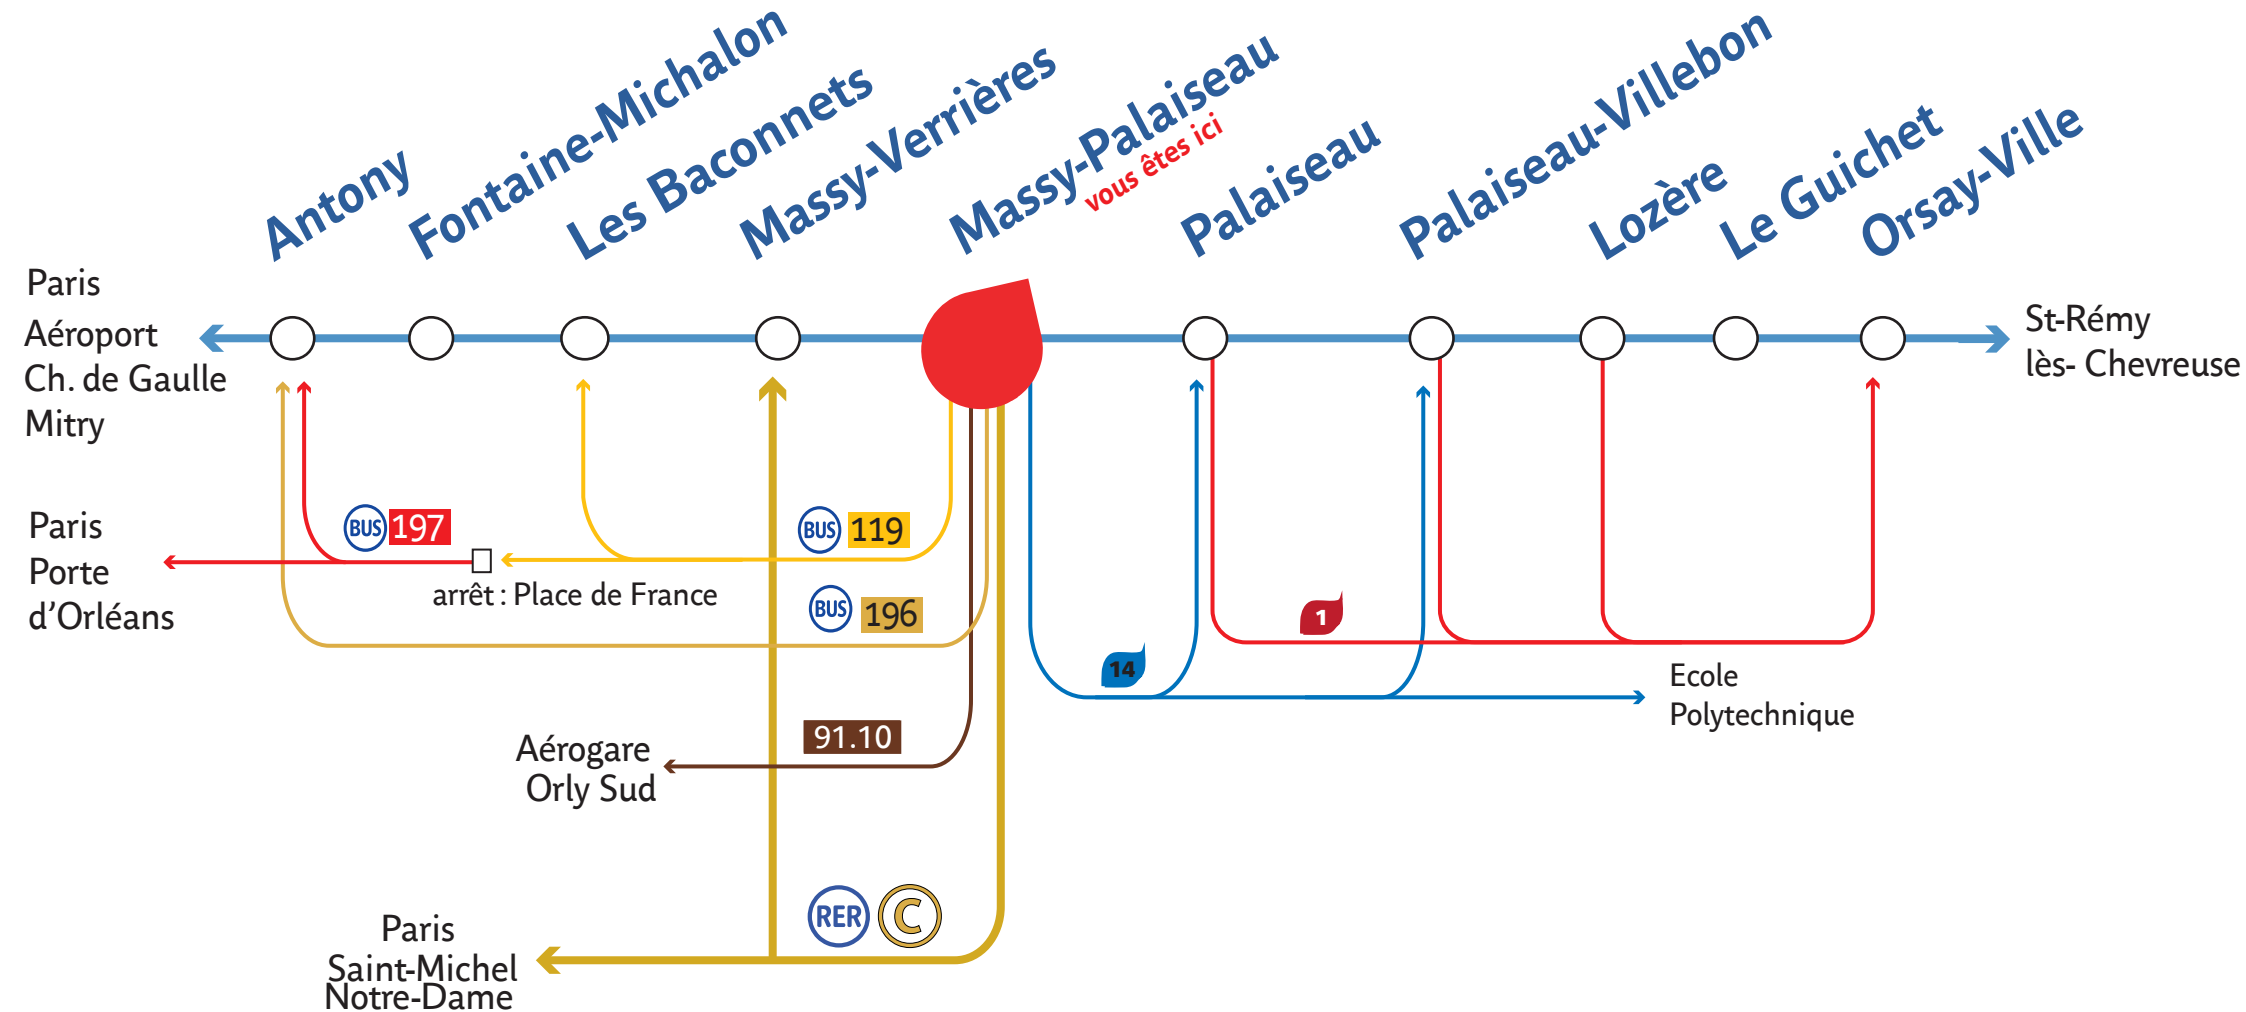 Antony
Fontaine-Michalon
Les Baconnets
Massy-Verrières
Massy-Palaiseau
vous êtes ici
Palaiseau
Palaiseau-Villebon
Lozère
Le Guichet
Orsay-Ville
Paris
Aéroport
Ch. de Gaulle
Mitry
St-Rémy
lès- Chevreuse
Paris
Porte
d'Orléans
BUS 197
arrêt : Place de France
BUS 119
BUS 196
1
14
Ecole
Polytechnique
91.10
Aérogare
Orly Sud
RER C
Paris
Saint-Michel
Notre-Dame